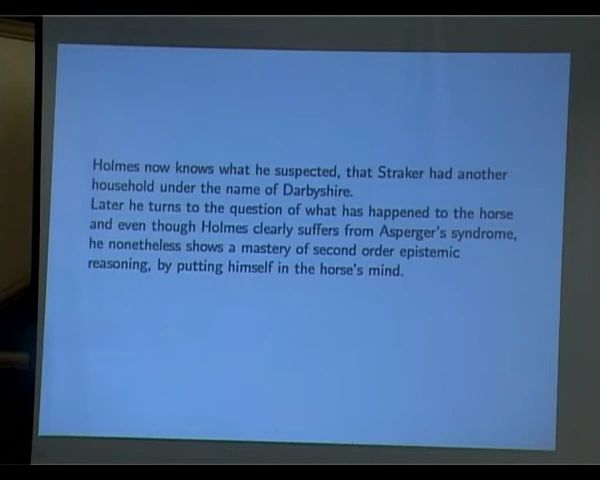 Holmes now knows what he suspected, that Straker had another
household under the name of Darbyshire.
Later he turns to the question of what has happened to the horse
and even though Holmes clearly suffers from Asperger's syndrome,
he nonetheless shows a mastery of second order epistemic
reasoning, by putting himself in the horse's mind.